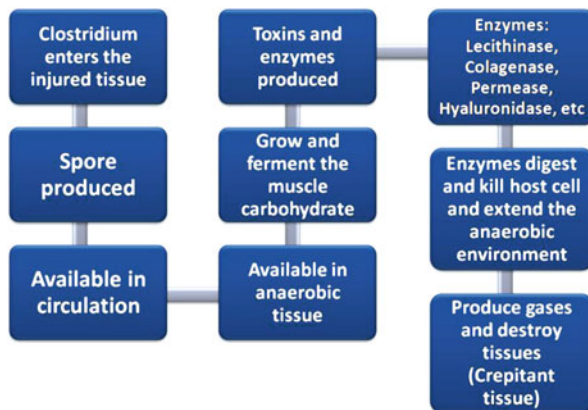 Clostridium
enters the
injured tissue
Spore
produced
Available in
circulation
Available in
anaerobic
tissue
Grow and
ferment the
muscle
carbohydrate
Toxins and
enzymes
produced
Enzymes:
Lecithinase,
Colagenase,
Permease,
Hyaluronidase, etc
Enzymes digest
and kill host cell
and extend the
anaerobic
environment
Produce gases
and destroy
tissues
(Crepitant
tissue)